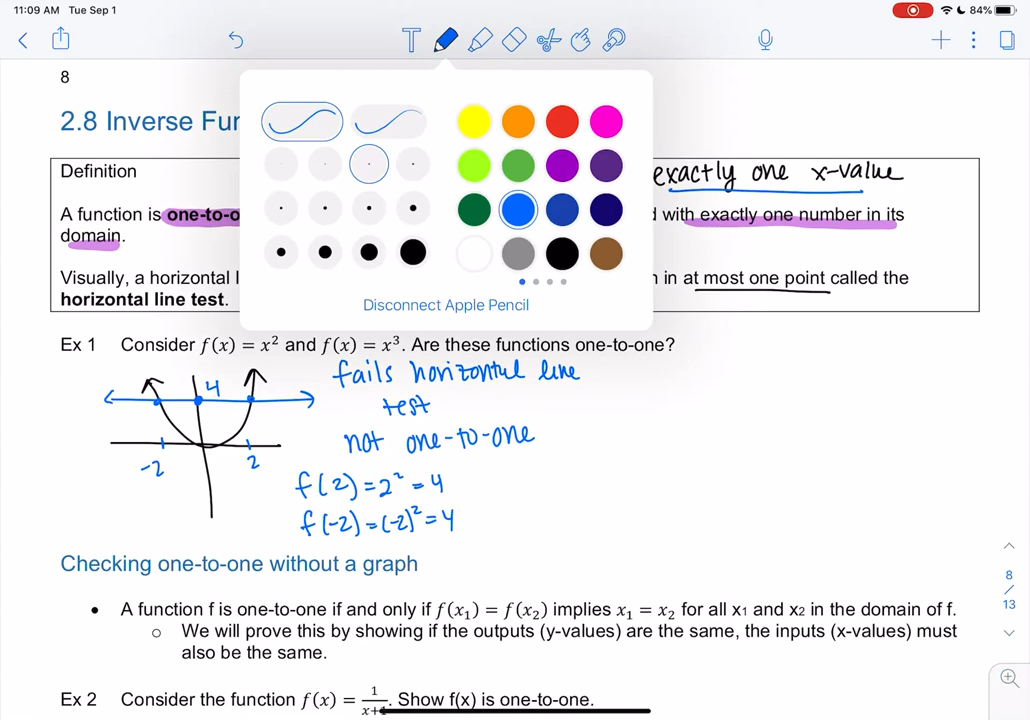 11:09 AM Tue Sep 1
84%
8
2.8 Inverse Fun
Definition
exactly one x-value
A function is one-to-o
d with exactly one number in its
domain.
Visually, a horizontal l
h in at most one point called the
horizontal line test.
Disconnect Apple Pencil
Ex 1 Consider f(x) = x² and f(x) = x³. Are these functions one-to-one?
fails horizontal line
4
test
not one-to-one
-2
2
f(2) = 2² = 4
f(-2) = (-2)² = 4
Checking one-to-one without a graph
• A function f is one-to-one if and only if f(x₁) = f(x₂) implies x₁ = x₂ for all x1 and x2 in the domain of f.
o We will prove this by showing if the outputs (y-values) are the same, the inputs (x-values) must
also be the same.
8
/
13
Ex 2 Consider the function f(x) = 1/x+4. Show f(x) is one-to-one.